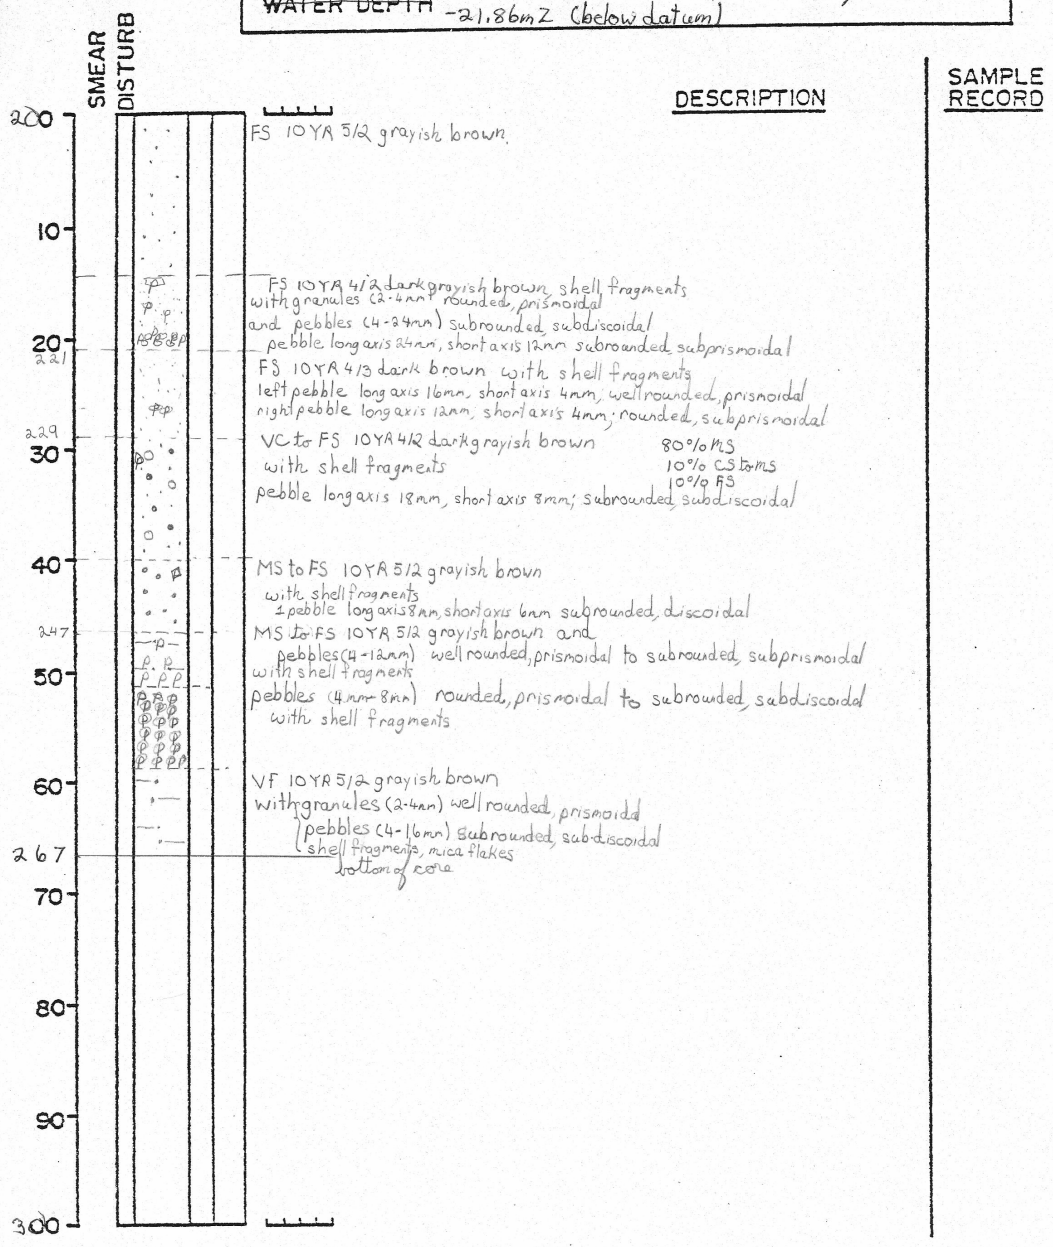 WATER DEPTH -21.86mZ (below datum)
SMEAR
DISTURB
DESCRIPTION
SAMPLE
RECORD
200
FS 10YR 5/2 grayish brown
10
FS 10YR 4/2 dark grayish brown, shell fragments
with granules (2-4mm) rounded, prismoidal
and pebbles (4-24mm) subrounded, subdiscoidal
20
pebble long axis 24mm, short axis 12mm subrounded, subprismoidal
221
FS 10YR 4/3 dark brown with shell fragments
left pebble long axis 16mm, short axis 4mm, well rounded, prismoidal
right pebble long axis 12mm, short axis 4mm; rounded, subprismoidal
229
VC to FS 10YR 4/2 dark grayish brown 80% MS
30
with shell fragments 10% CS to MS
10% FS
pebble long axis 18mm, short axis 8mm; subrounded, subdiscoidal
40
MS to FS 10YR 5/2 grayish brown
with shell fragments
1 pebble long axis 8mm, short axis 6mm subrounded, discoidal
247
MS to FS 10YR 5/2 grayish brown and
pebbles (4-12mm) well rounded, prismoidal to subrounded, subprismoidal
50
with shell fragments
pebbles (4mm-8mm) rounded, prismoidal to subrounded, subdiscoidal
with shell fragments
60
VF 10YR 5/2 grayish brown
with granules (2-4mm) well rounded, prismoidal
pebbles (4-16mm) subrounded, sub-discoidal
shell fragments, mica flakes
267
bottom of core
70
80
90
300